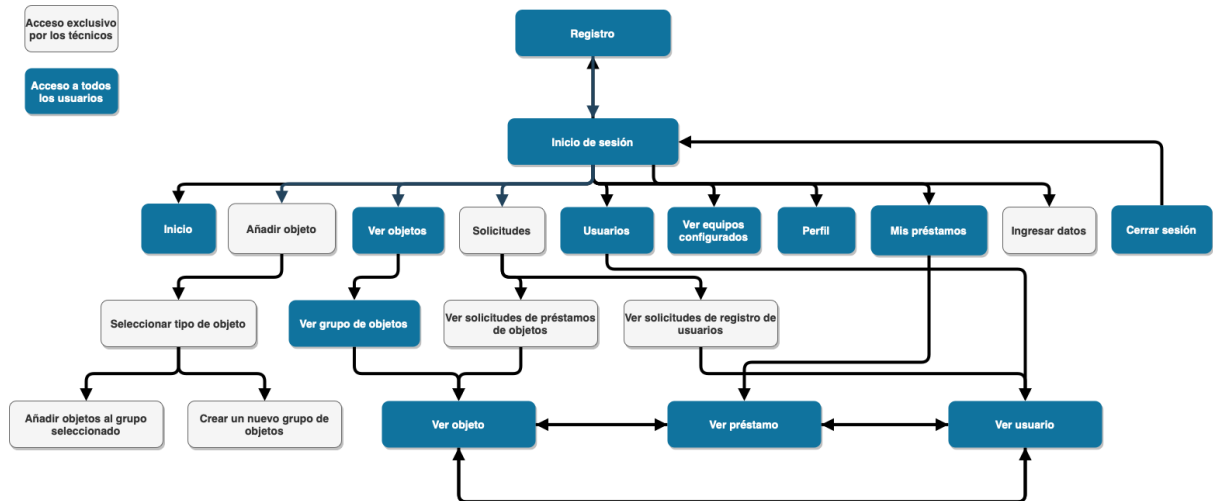 Acceso exclusivo
por los técnicos
Registro
Acceso a todos
los usuarios
Inicio de sesión
Inicio
Añadir objeto
Ver objetos
Solicitudes
Usuarios
Ver equipos
configurados
Perfil
Mis préstamos
Ingresar datos
Cerrar sesión
Seleccionar tipo de objeto
Ver grupo de objetos
Ver solicitudes de préstamos
de objetos
Ver solicitudes de registro de
usuarios
Añadir objetos al grupo
seleccionado
Crear un nuevo grupo de
objetos
Ver objeto
Ver préstamo
Ver usuario